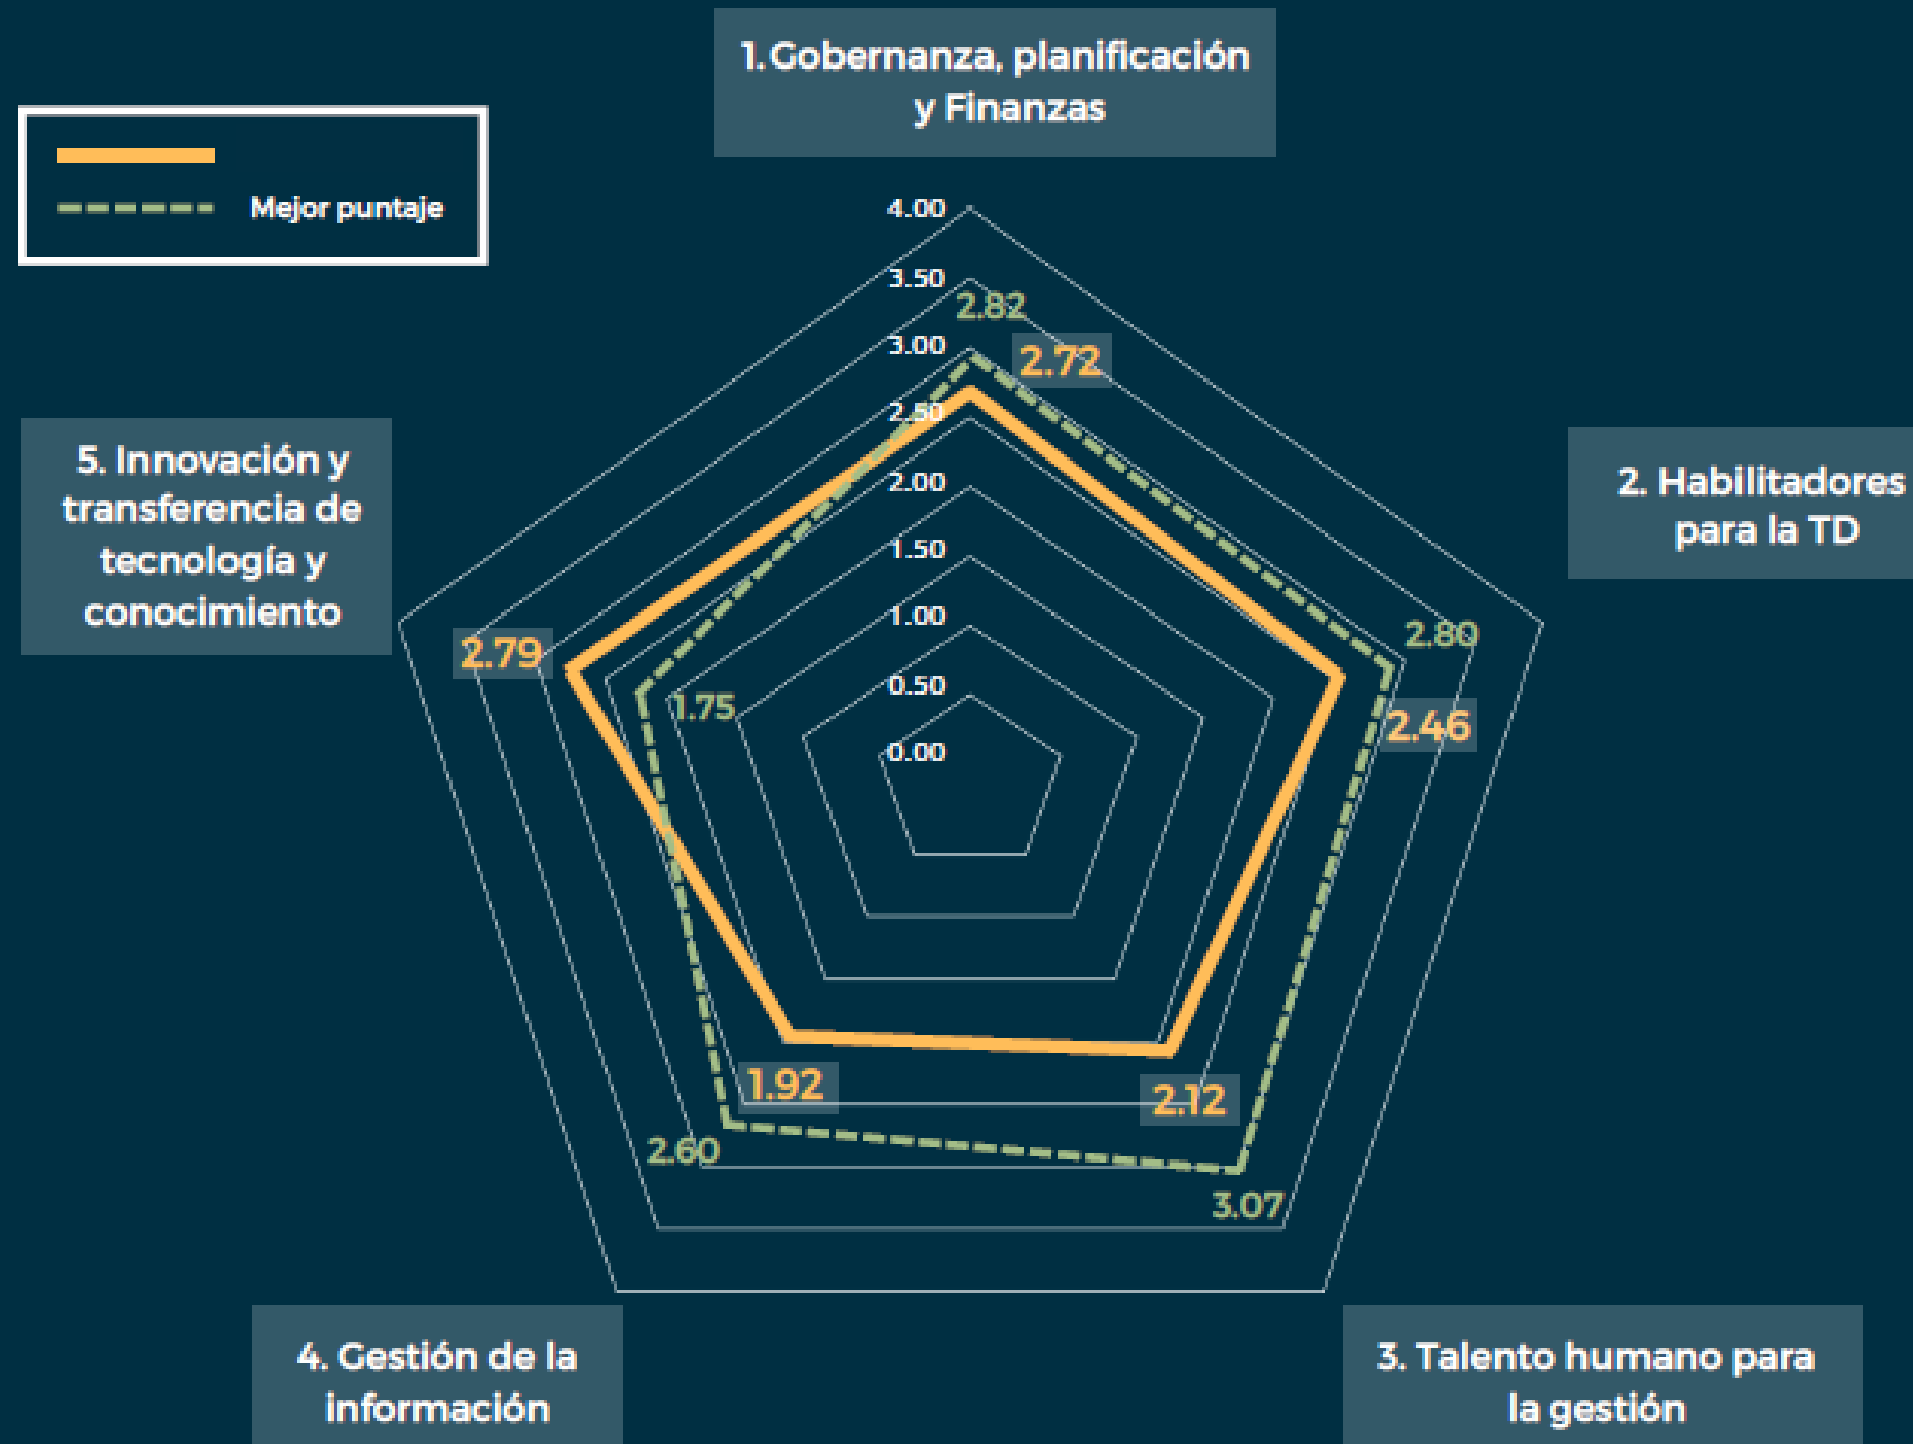 1. Gobernanza, planificación
y Finanzas
Mejor puntaje
4.00
3.50
2.82
3.00
2.72
2.50
2.00
1.50
1.00
0.50
0.00
5. Innovación y
transferencia de
tecnología y
conocimiento
2. Habilitadores
para la TD
2.80
2.79
1.75
2.46
1.92
2.12
2.60
3.07
4. Gestión de la
información
3. Talento humano para
la gestión